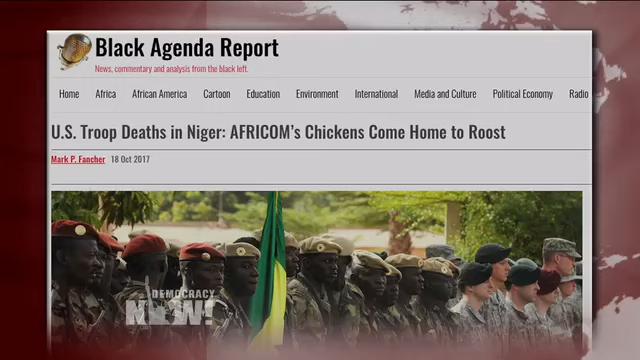 Black Agenda Report
News, commentary and analysis from the black left.
Home Africa African America Cartoon Education Environment International Media and Culture Political Economy Radio
U.S. Troop Deaths in Niger: AFRICOM's Chickens Come Home to Roost
Mark P. Fancher 18 Oct 2017
DEMOCRACY
NOW!